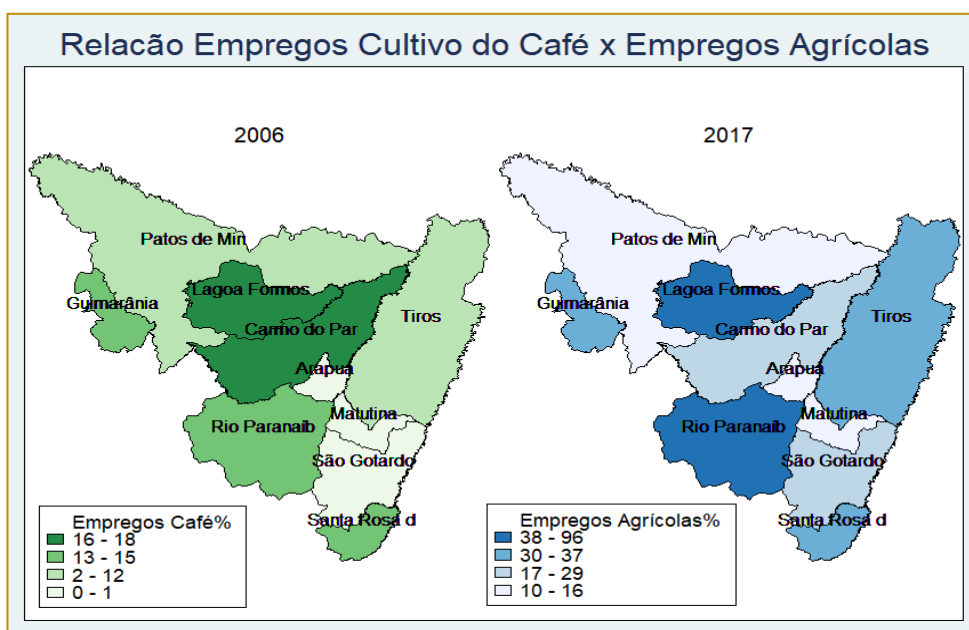 Relacão Empregos Cultivo do Café x Empregos Agrícolas
2006
Patos de Min
Guimarânia
Lagoa Formos
Carmo do Par
Tiros
Arapuá
Matutina
Rio Paranaíb
São Gotardo
Santa Rosa d
Empregos Café%
16 - 18
13 - 15
2 - 12
0 - 1
2017
Patos de Min
Guimarânia
Lagoa Formos
Carmo do Par
Tiros
Arapuá
Matutina
Rio Paranaíb
São Gotardo
Santa Rosa d
Empregos Agrícolas%
38 - 96
30 - 37
17 - 29
10 - 16